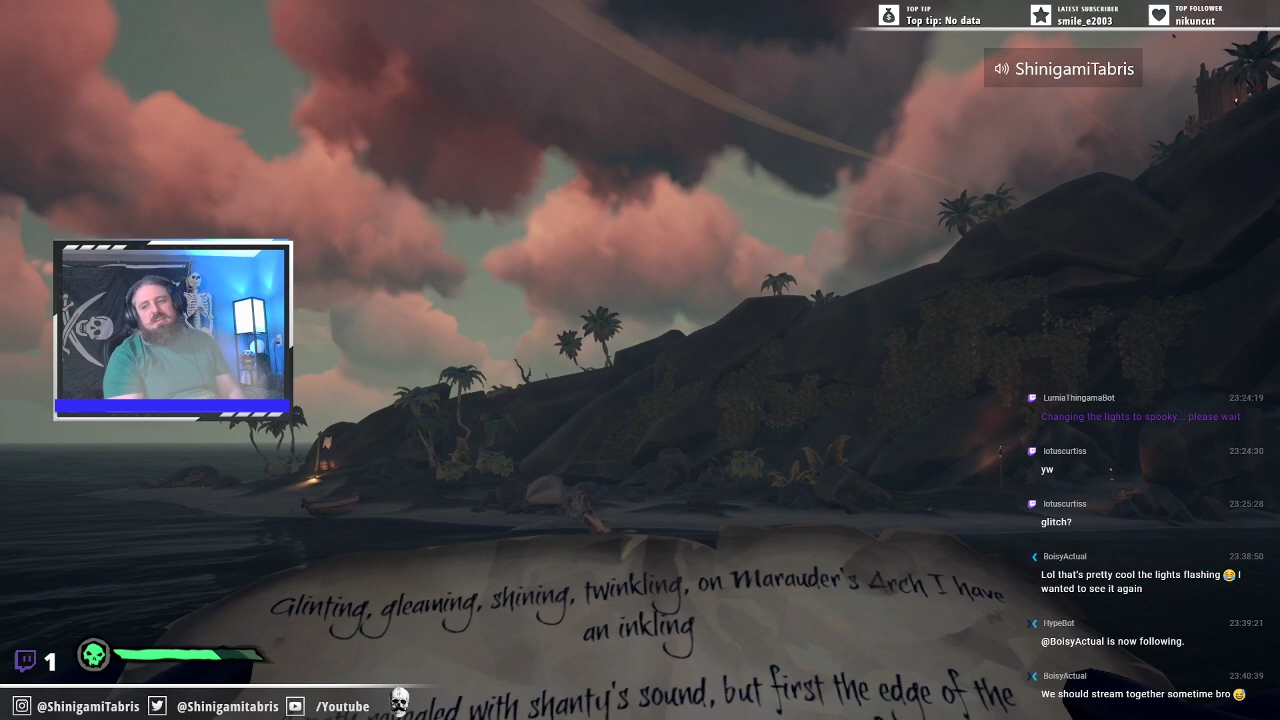 TOP TIP
Top tip: No data
LATEST SUBSCRIBER
smile_e2003
TOP FOLLOWER
nikuncut
ShinigamiTabris
LumiaThingamaBot 23:24:19
Changing the lights to spooky... please wait
lotuscurtiss 23:24:30
yw
lotuscurtiss 23:25:28
glitch?
BoisyActual 23:38:50
Lol that's pretty cool the lights flashing 😂 I
wanted to see it again
HypeBot 23:39:21
@BoisyActual is now following.
BoisyActual 23:40:39
We should stream together sometime bro 😅
Glinting, gleaming, shining, twinkling, on Marauder's Arch I have
an inkling
with shanty's sound, but first the edge of the
1
@ShinigamiTabris @Shinigamitabris /Youtube